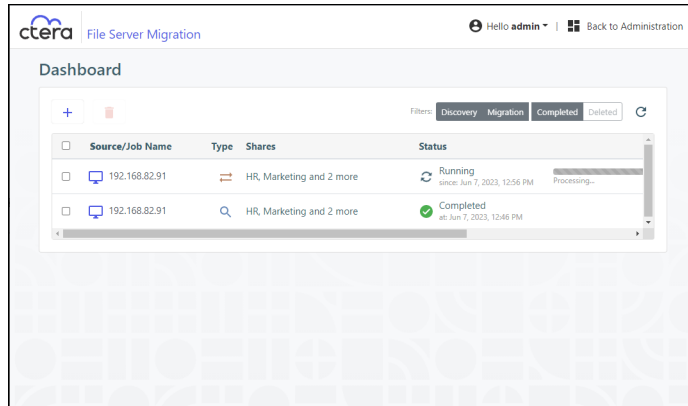 ctera File Server Migration Hello admin | Back to Administration
Dashboard
+ Filters: Discovery Migration Completed Deleted
Source/Job Name Type Shares Status
192.168.82.91 HR, Marketing and 2 more Running
since: Jun 7, 2023, 12:56 PM Processing...
192.168.82.91 HR, Marketing and 2 more Completed
at: Jun 7, 2023, 12:46 PM